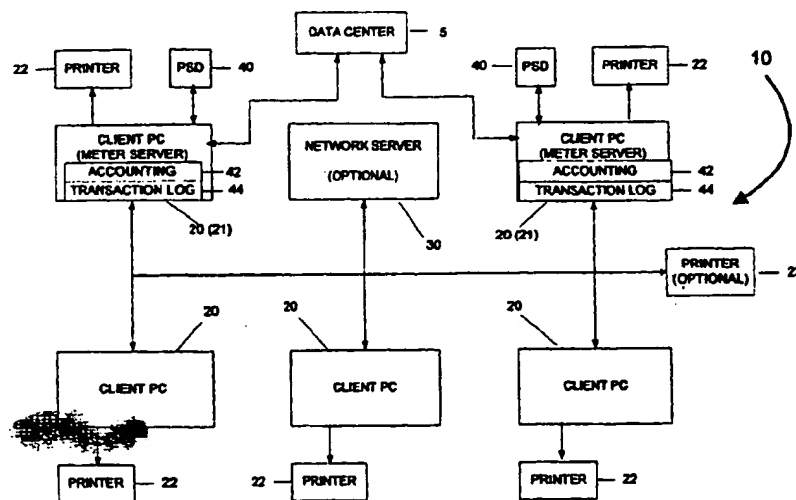 DATA CENTER 5
22 PRINTER PSD 40 40 PSD PRINTER 22 10
CLIENT PC
(METER SERVER)
ACCOUNTING 42
TRANSACTION LOG 44
20 (21)
NETWORK SERVER
(OPTIONAL)
30
CLIENT PC
(METER SERVER)
ACCOUNTING 42
TRANSACTION LOG 44
20 (21)
PRINTER
(OPTIONAL)
20 20 20
CLIENT PC CLIENT PC CLIENT PC
PRINTER 22 22 PRINTER PRINTER 22